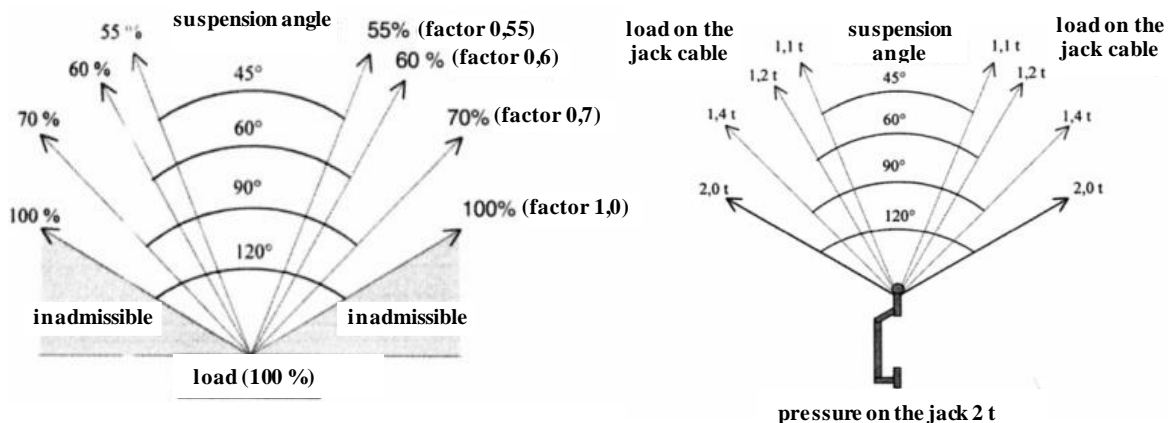 suspension angle
55 %
55% (factor 0,55)
60 %
60 % (factor 0,6)
45°
70 %
70% (factor 0,7)
60°
90°
100 %
100% (factor 1,0)
120°
inadmissible
inadmissible
load (100 %)
load on the
jack cable
suspension
angle
load on the
jack cable
1,1 t
1,1 t
1,2 t
1,2 t
45°
1,4 t
1,4 t
60°
90°
2,0 t
2,0 t
120°
pressure on the jack 2 t